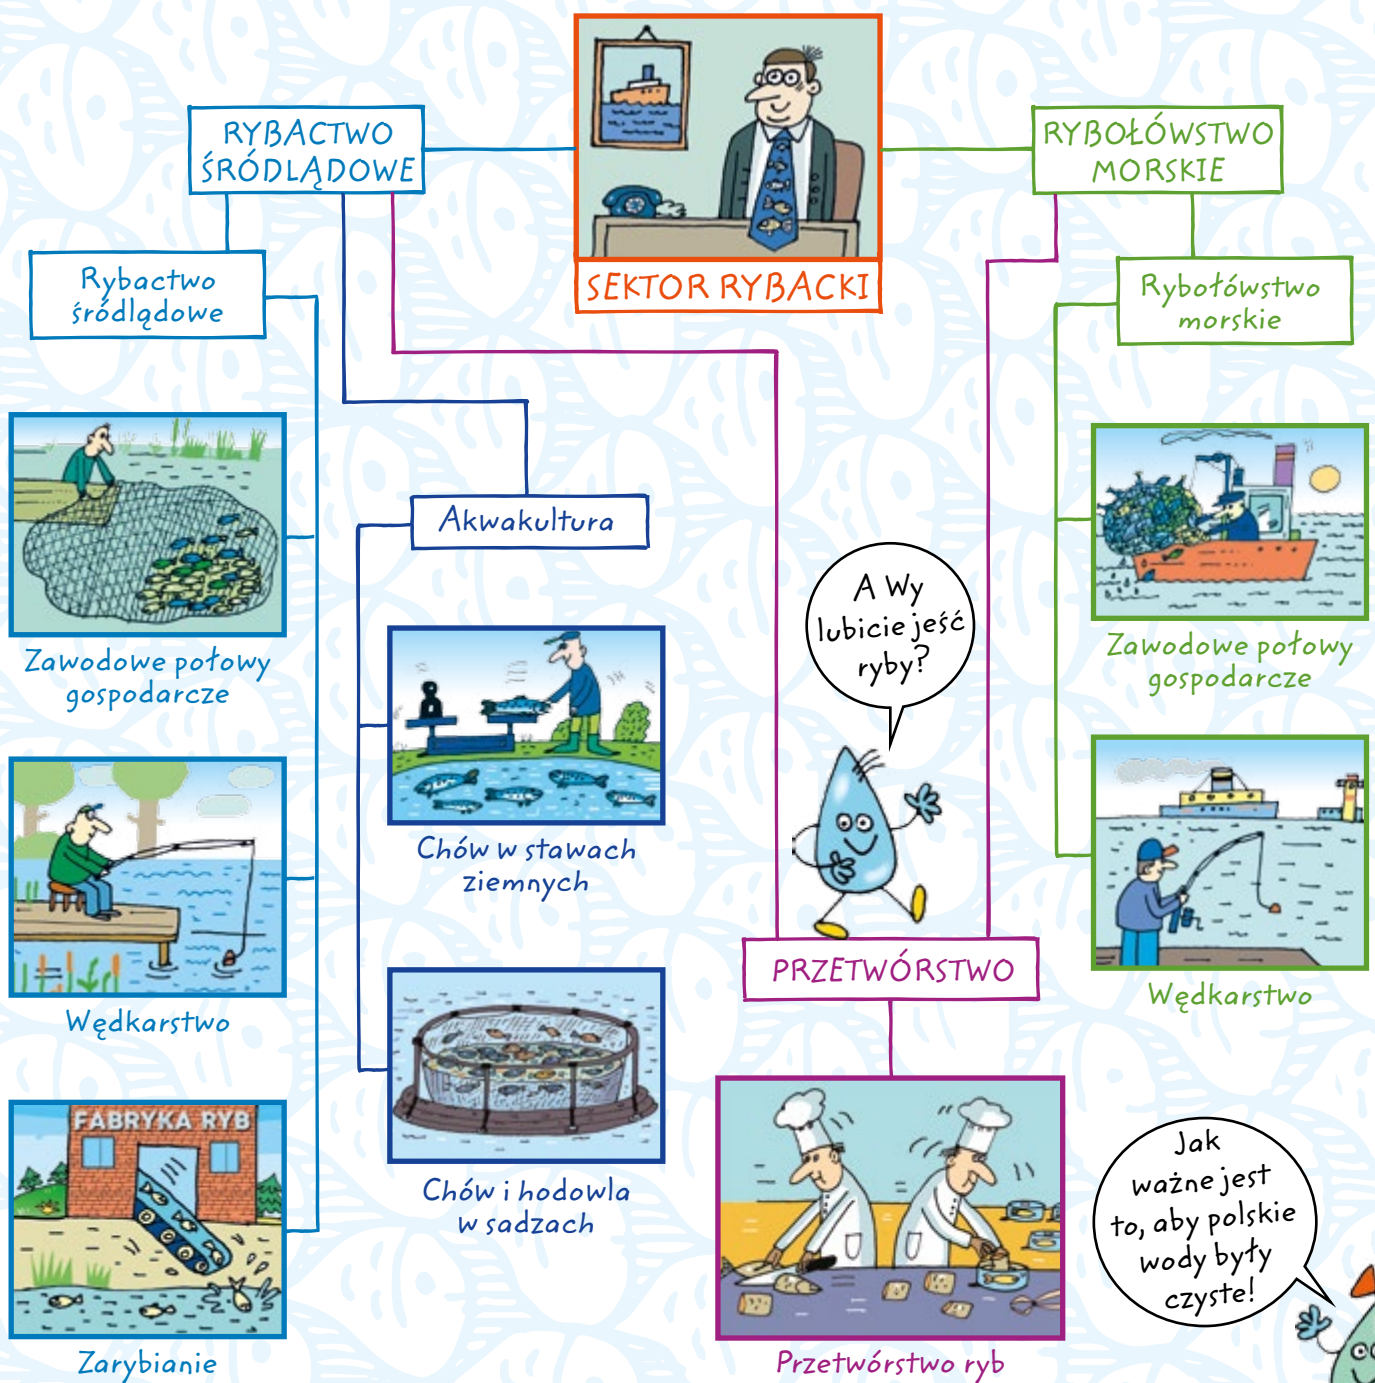 RYBACTWO
ŚRÓDLĄDOWE
SEKTOR RYBACKI
RYBOŁÓWSTWO
MORSKIE
Rybactwo
śródlądowe
Rybołówstwo
morskie
Zawodowe połowy
gospodarcze
Wędkarstwo
FABRYKA RYB
Zarybianie
Akwakultura
Chów w stawach
ziemnych
Chów i hodowla
w sadzach
A Wy
lubicie jeść
ryby?
PRZETWÓRSTWO
Przetwórstwo ryb
Zawodowe połowy
gospodarcze
Wędkarstwo
Jak
ważne jest
to, aby polskie
wody były
czyste!